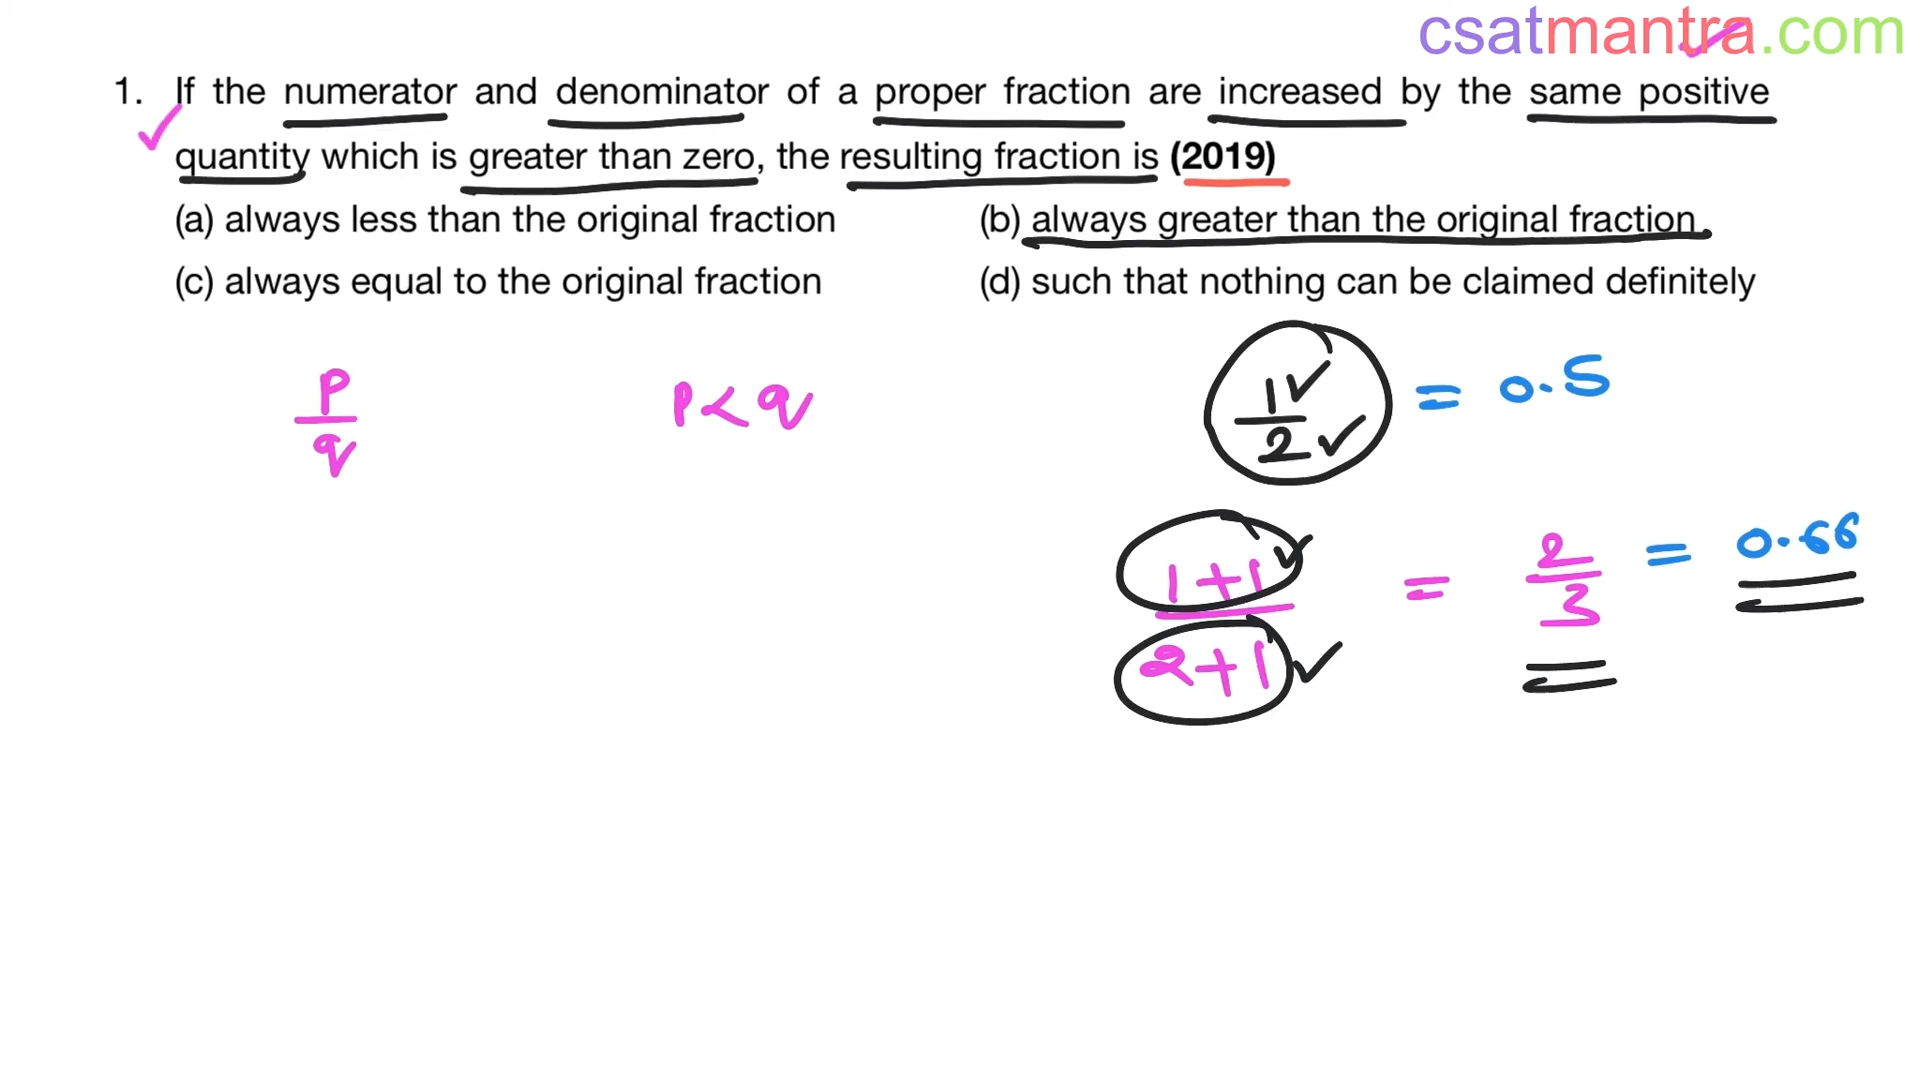 csatmantra.com
1. If the numerator and denominator of a proper fraction are increased by the same positive
quantity which is greater than zero, the resulting fraction is (2019)
(a) always less than the original fraction (b) always greater than the original fraction
(c) always equal to the original fraction (d) such that nothing can be claimed definitely
p/q p < q 1/2 = 0.5
1+1/2+1 = 2/3 = 0.66